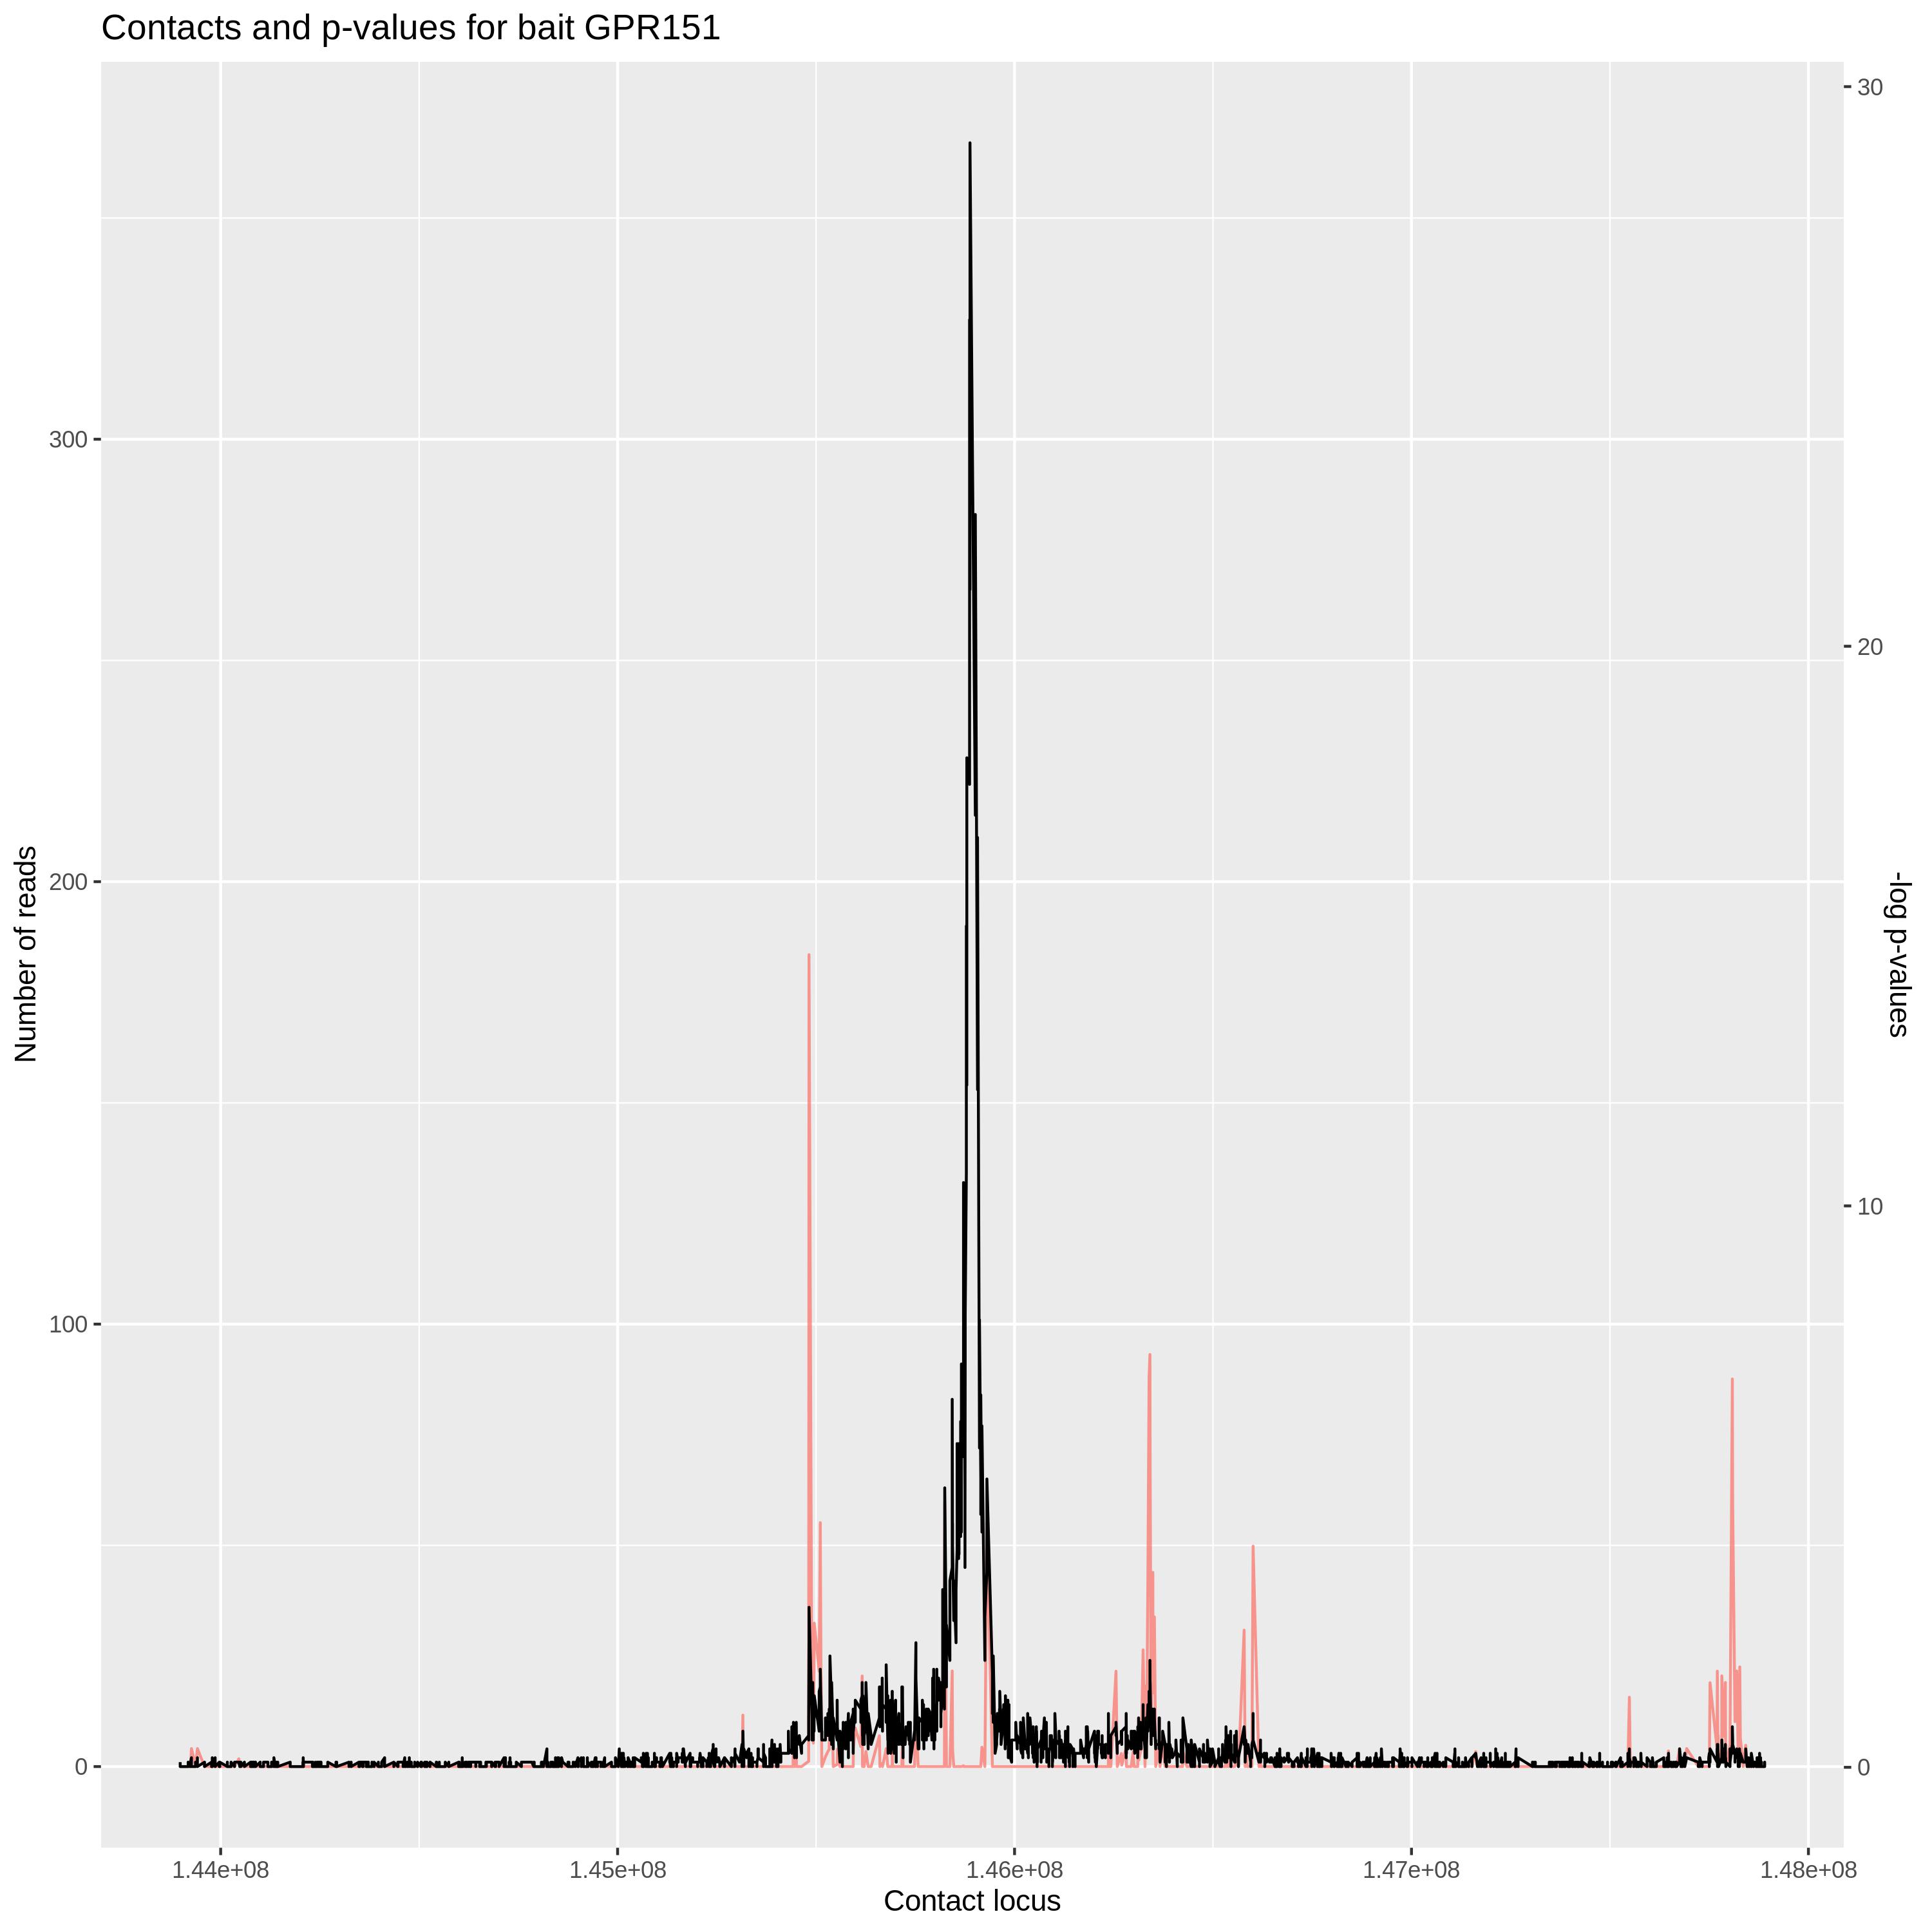 Contacts and p-values for bait GPR151
30
300
20
200
10
100
0
0
Number of reads
-log p-values
1.44e+08
1.45e+08
1.46e+08
1.47e+08
1.48e+08
Contact locus